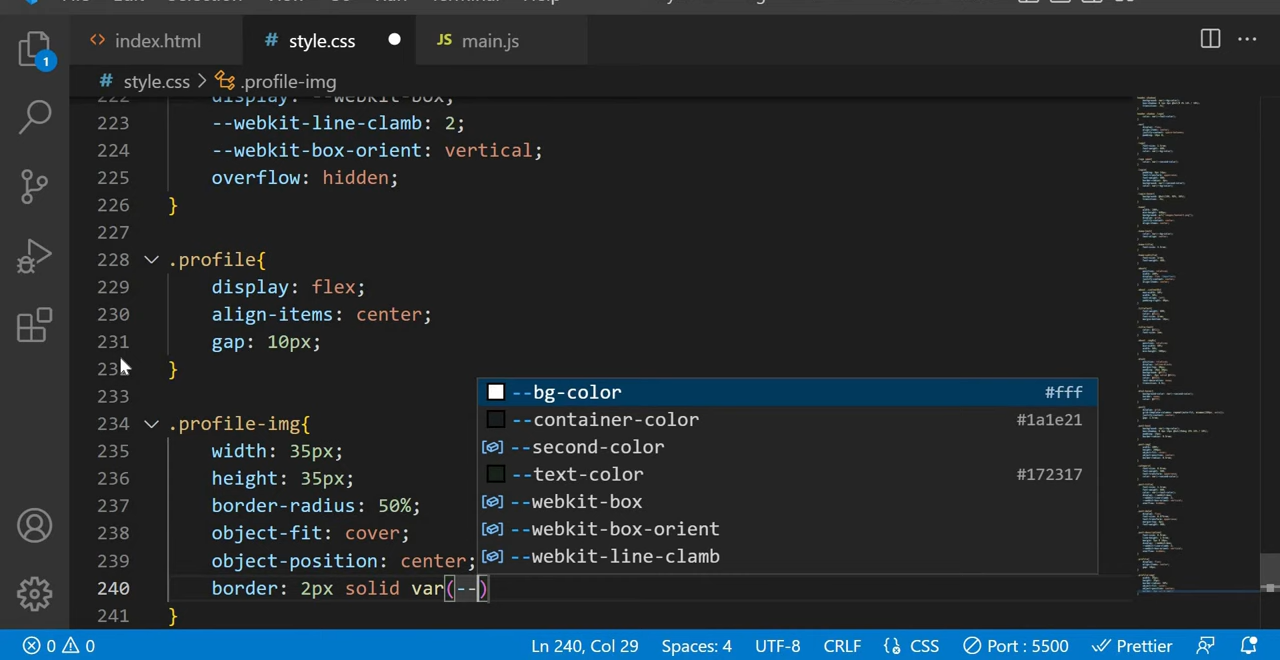 index.html # style.css JS main.js
# style.css > .profile-img
222 display: --webkit-box;
223 --webkit-line-clamb: 2;
224 --webkit-box-orient: vertical;
225 overflow: hidden;
226 }
227
228 .profile{
229 display: flex;
230 align-items: center;
231 gap: 10px;
}
233
234 .profile-img{
235 width: 35px;
236 height: 35px;
237 border-radius: 50%;
238 object-fit: cover;
239 object-position: center;
240 border: 2px solid var(--)
241 }
--bg-color #fff
--container-color #1a1e21
--second-color
--text-color #172317
--webkit-box
--webkit-box-orient
--webkit-line-clamb
1
0 0 Ln 240, Col 29 Spaces: 4 UTF-8 CRLF {} CSS Port : 5500 Prettier